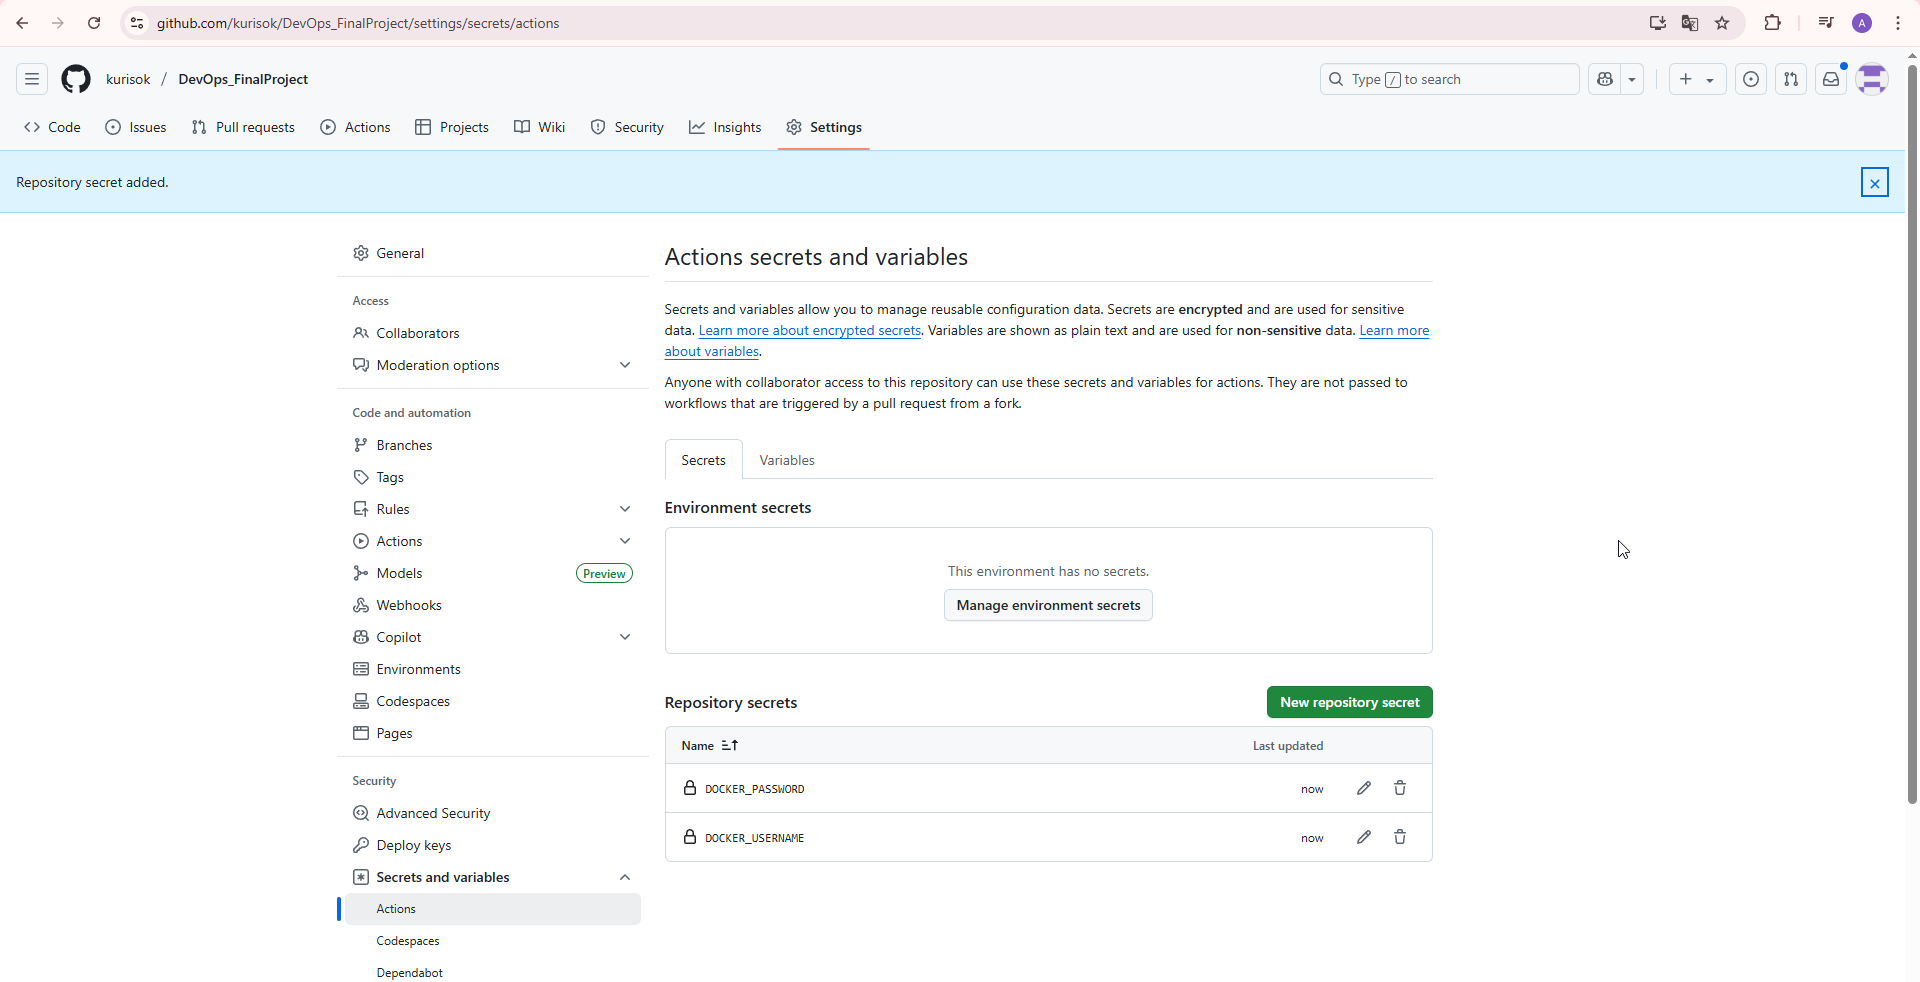 github.com/kurisok/DevOps_FinalProject/settings/secrets/actions
A
kurisok / DevOps_FinalProject
Type / to search
Code
Issues
Pull requests
Actions
Projects
Wiki
Security
Insights
Settings
Repository secret added.
General
Access
Collaborators
Moderation options
Code and automation
Branches
Tags
Rules
Actions
Models
Preview
Webhooks
Copilot
Environments
Codespaces
Pages
Security
Advanced Security
Deploy keys
Secrets and variables
Actions
Codespaces
Dependabot
Actions secrets and variables
Secrets and variables allow you to manage reusable configuration data. Secrets are encrypted and are used for sensitive
data. Learn more about encrypted secrets. Variables are shown as plain text and are used for non-sensitive data. Learn more
about variables.
Anyone with collaborator access to this repository can use these secrets and variables for actions. They are not passed to
workflows that are triggered by a pull request from a fork.
Secrets
Variables
Environment secrets
This environment has no secrets.
Manage environment secrets
Repository secrets
New repository secret
Name
Last updated
DOCKER_PASSWORD
now
DOCKER_USERNAME
now